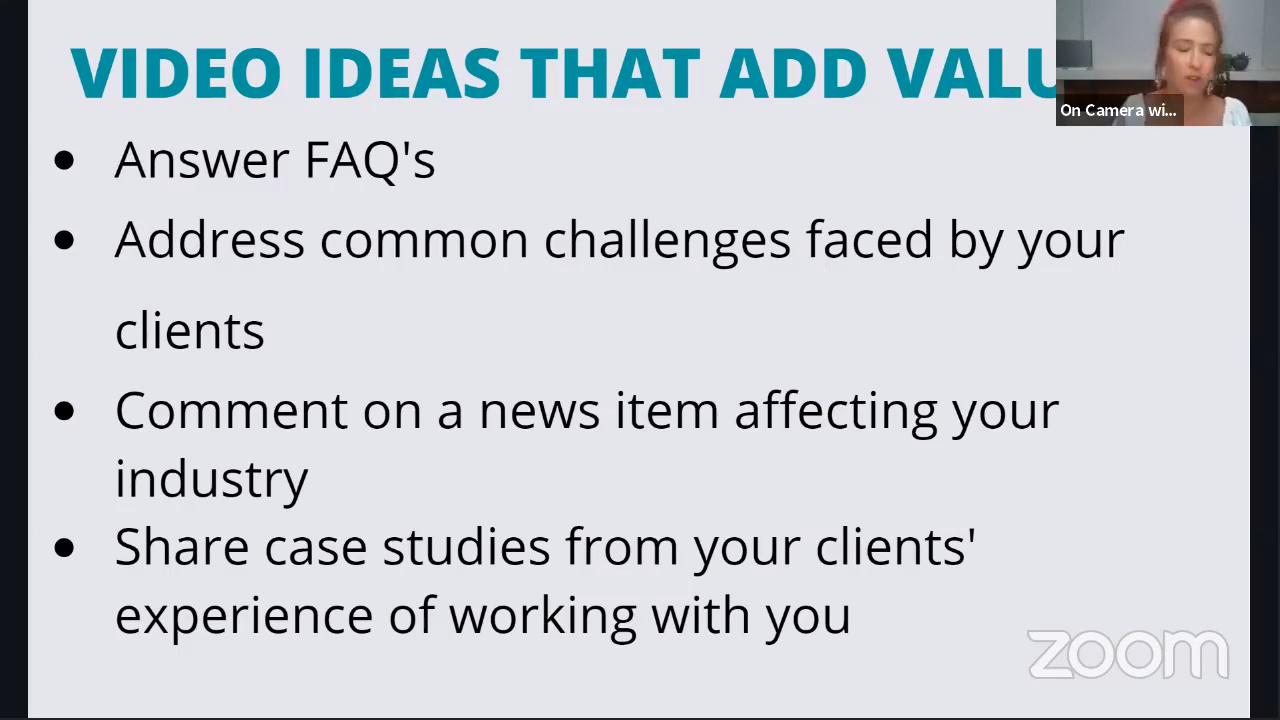 VIDEO IDEAS THAT ADD VALU
On Camera wi...
• Answer FAQ's
• Address common challenges faced by your
clients
• Comment on a news item affecting your
industry
• Share case studies from your clients'
experience of working with you
zoom